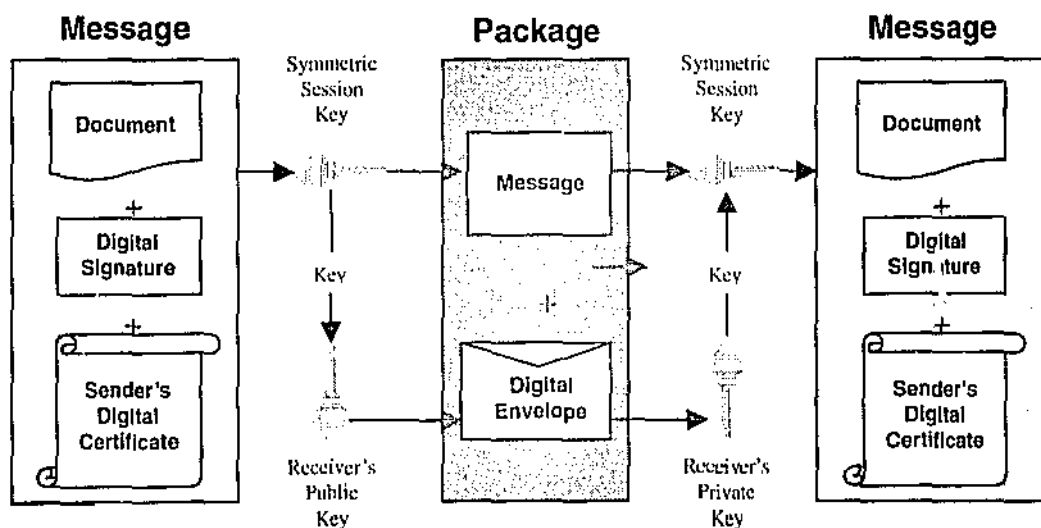 Message
Document
+
Digital
Signature
+
Sender's
Digital
Certificate
Symmetric
Session
Key
Key
Receiver's
Public
Key
Package
Message
+
Digital
Envelope
Symmetric
Session
Key
Key
Receiver's
Private
Key
Message
Document
+
Digital
Signature
+
Sender's
Digital
Certificate